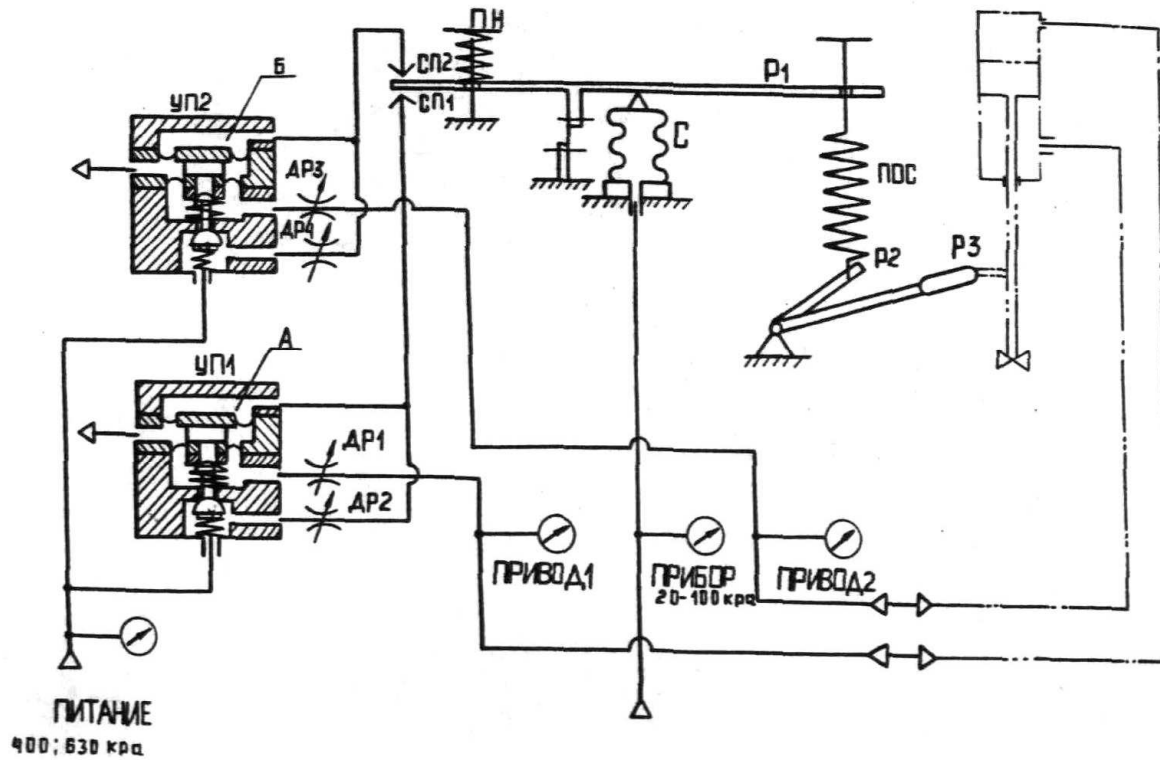 ПН
Б
СП2
Р1
УП2
СП1
С
ДР3
ПОС
ДР4
Р2
Р3
А
УП1
ДР1
ДР2
ПРИВОД1
ПРИБОР
ПРИВОД2
20-100 кра
ПИТАНИЕ
400; 630 кра